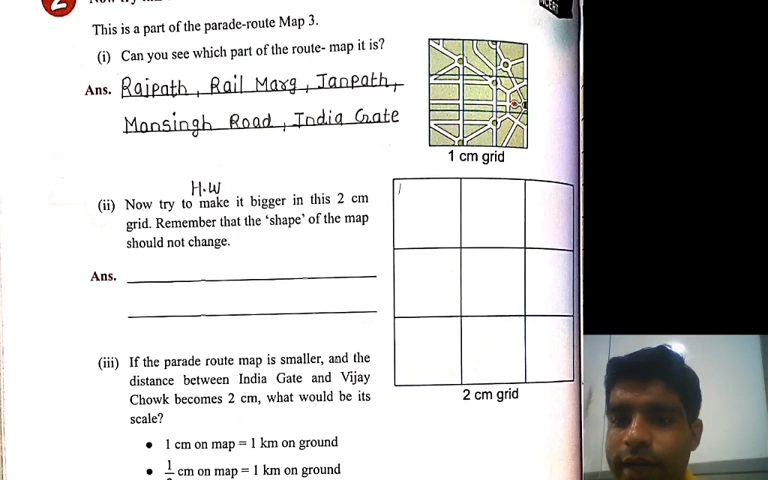 2
This is a part of the parade-route Map 3.
(i) Can you see which part of the route- map it is?
Ans. Rajpath, Rail Marg, Janpath,
Mansingh Road, India Gate
1 cm grid
H.W
(ii) Now try to make it bigger in this 2 cm
grid. Remember that the ‘shape’ of the map
should not change.
Ans.
2 cm grid
(iii) If the parade route map is smaller, and the
distance between India Gate and Vijay
Chowk becomes 2 cm, what would be its
scale?
• 1 cm on map = 1 km on ground
cm on map = 1 km on ground